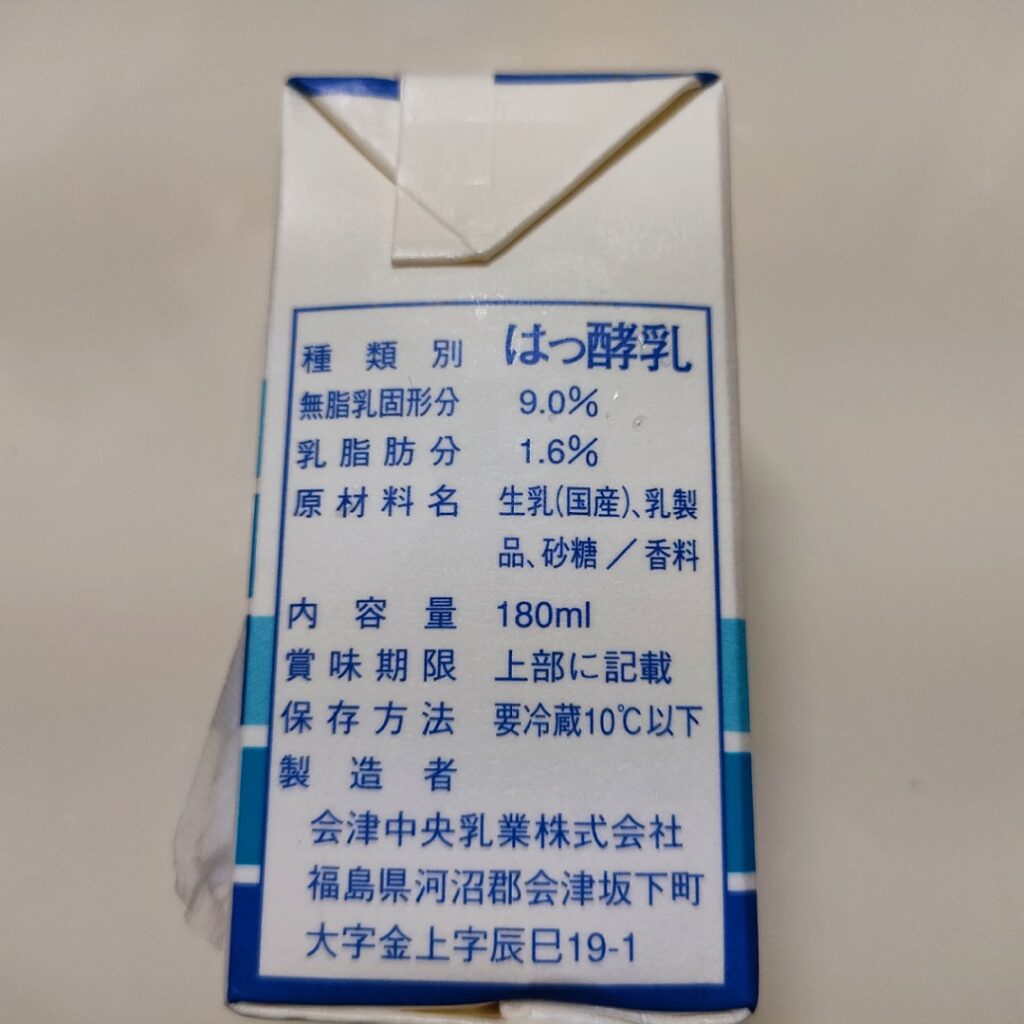 種類別 はっ酵乳
無脂乳固形分 9.0%
乳脂肪分 1.6%
原材料名 生乳(国産)、乳製
品、砂糖/香料
内容量 180ml
賞味期限 上部に記載
保存方法 要冷蔵10℃以下
製造者
会津中央乳業株式会社
福島県河沼郡会津坂下町
大字金上字辰巳19-1